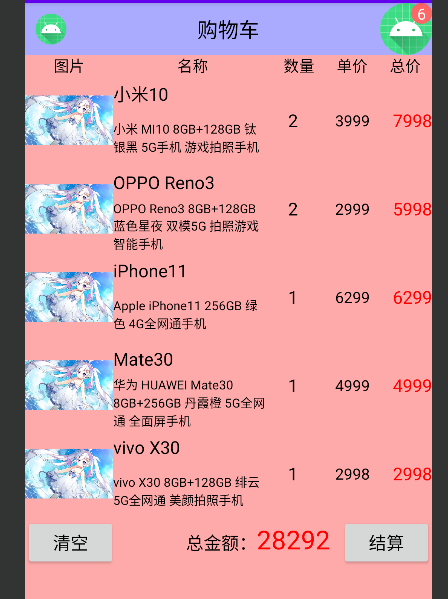 购物车
6
图片 名称 数量 单价 总价
小米10
小米 MI10 8GB+128GB 钛
银黑 5G手机 游戏拍照手机
2 3999 7998
OPPO Reno3
OPPO Reno3 8GB+128GB
蓝色星夜 双模5G 拍照游戏
智能手机
2 2999 5998
iPhone11
Apple iPhone11 256GB 绿
色 4G全网通手机
1 6299 6299
Mate30
华为 HUAWEI Mate30
8GB+256GB 丹霞橙 5G全网
通 全面屏手机
1 4999 4999
vivo X30
vivo X30 8GB+128GB 绯云
5G全网通 美颜拍照手机
1 2998 2998
清空 总金额：28292 结算